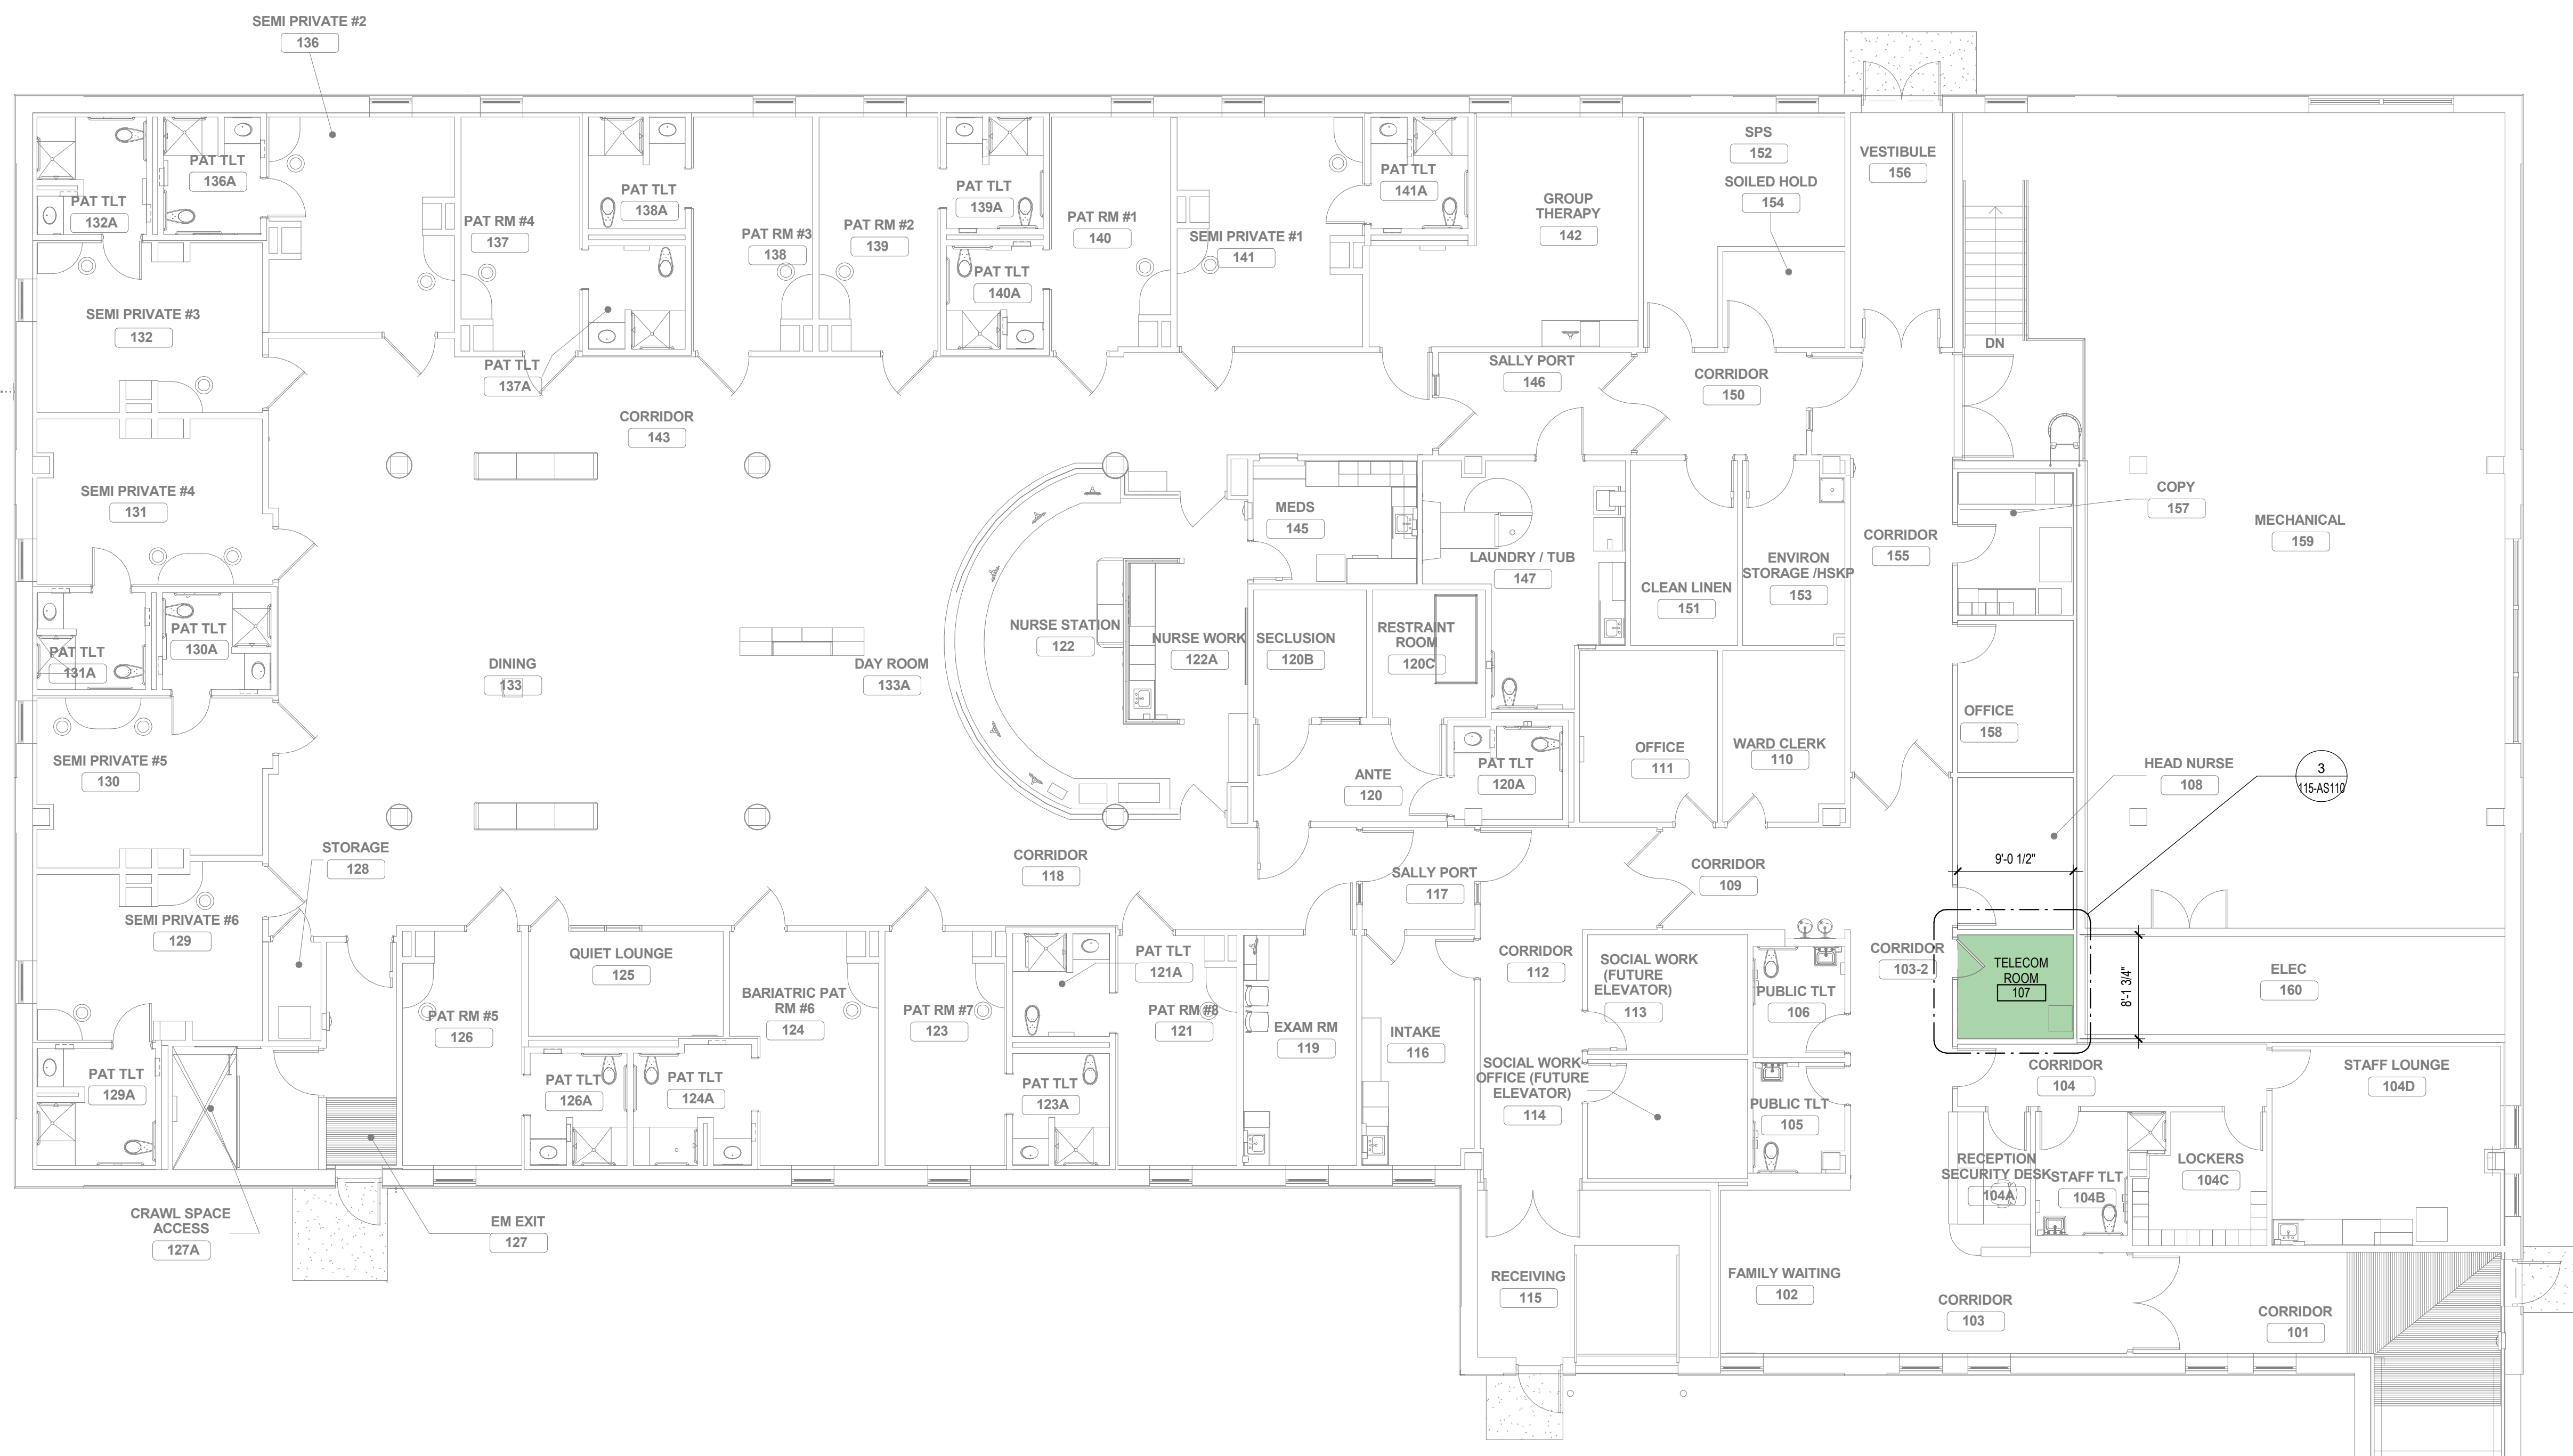 SEMI PRIVATE #2
136
PAT TLT
136A
PAT TLT
132A
SEMI PRIVATE #3
132
PAT RM #4
137
PAT TLT
138A
PAT TLT
137A
PAT RM #3
138
PAT RM #2
139
PAT TLT
139A
PAT TLT
140A
PAT RM #1
140
SEMI PRIVATE #1
141
PAT TLT
141A
GROUP
THERAPY
142
SPS
152
SOILED HOLD
154
VESTIBULE
156
DN
SALLY PORT
146
CORRIDOR
150
CORRIDOR
143
SEMI PRIVATE #4
131
MEDS
145
LAUNDRY / TUB
147
CLEAN LINEN
151
ENVIRON
STORAGE /HSKP
153
CORRIDOR
155
COPY
157
MECHANICAL
159
PAT TLT
131A
PAT TLT
130A
DINING
133
DAY ROOM
133A
NURSE STATION
122
NURSE WORK
122A
SECLUSION
120B
RESTRAINT
ROOM
120C
OFFICE
158
SEMI PRIVATE #5
130
ANTE
120
PAT TLT
120A
OFFICE
111
WARD CLERK
110
HEAD NURSE
108
3
115-AS110
STORAGE
128
CORRIDOR
118
SALLY PORT
117
CORRIDOR
109
9'-0 1/2"
SEMI PRIVATE #6
129
QUIET LOUNGE
125
PAT RM #5
126
BARIATRIC PAT
RM #6
124
PAT RM #7
123
PAT TLT
121A
PAT RM #8
121
EXAM RM
119
INTAKE
116
CORRIDOR
112
SOCIAL WORK
(FUTURE
ELEVATOR)
113
PUBLIC TLT
106
CORRIDOR
103-2
TELECOM
ROOM
107
8'-1 3/4"
ELEC
160
PAT TLT
129A
PAT TLT
126A
PAT TLT
124A
PAT TLT
123A
SOCIAL WORK
OFFICE (FUTURE
ELEVATOR)
114
PUBLIC TLT
105
CORRIDOR
104
STAFF LOUNGE
104D
RECEPTION
SECURITY DESK
104A
STAFF TLT
104B
LOCKERS
104C
CRAWL SPACE
ACCESS
127A
EM EXIT
127
RECEIVING
115
FAMILY WAITING
102
CORRIDOR
103
CORRIDOR
101